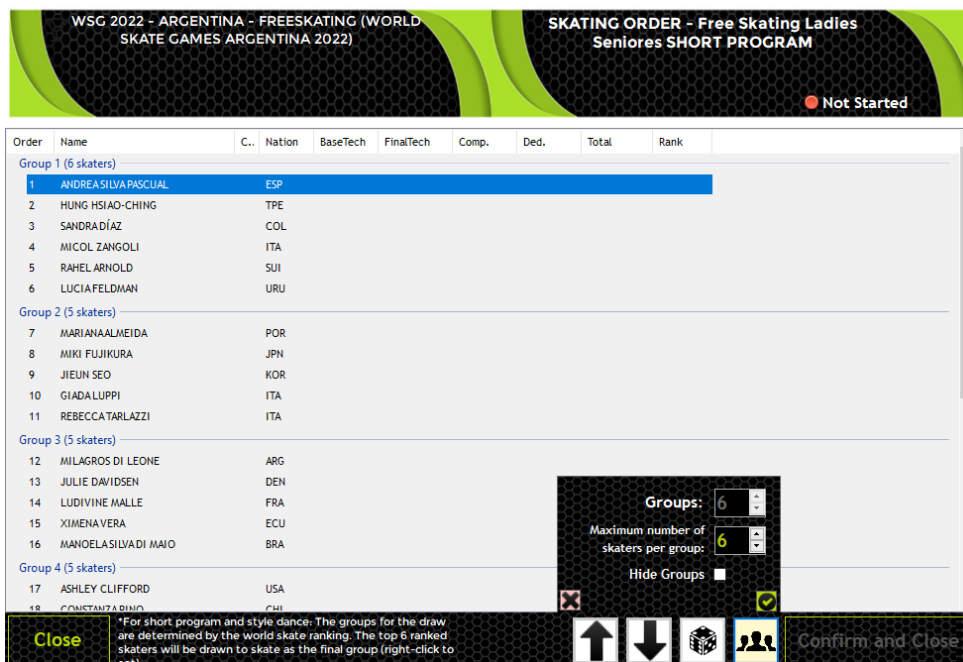 WSG 2022 - ARGENTINA - FREESKATING (WORLD
SKATE GAMES ARGENTINA 2022)
SKATING ORDER - Free Skating Ladies
Seniores SHORT PROGRAM
Not Started
Order Name C.. Nation BaseTech FinalTech Comp. Ded. Total Rank
Group 1 (6 skaters)
1 ANDREA SILVA PASCUAL ESP
2 HUNG HSIAO-CHING TPE
3 SANDRA DÍAZ COL
4 MICOL ZANGOLI ITA
5 RAHEL ARNOLD SUI
6 LUCIA FELDMAN URU
Group 2 (5 skaters)
7 MARIANA ALMEIDA POR
8 MIKI FUJIKURA JPN
9 JIEUN SEO KOR
10 GIADA LUPPI ITA
11 REBECCA TARLAZZI ITA
Group 3 (5 skaters)
12 MILAGROS DI LEONE ARG
13 JULIE DAVIDSEN DEN
14 LUDIVINE MALLE FRA
15 XIMENA VERA ECU
16 MANOELA SILVA DI MAIO BRA
Group 4 (5 skaters)
17 ASHLEY CLIFFORD USA
18 CONSTANZA PINO CHI
Groups: 6
Maximum number of
skaters per group: 6
Hide Groups
Close
*For short program and style dance: The groups for the draw
are determined by the world skate ranking. The top 6 ranked
skaters will be drawn to skate as the final group (right-click to
set)
Confirm and Close